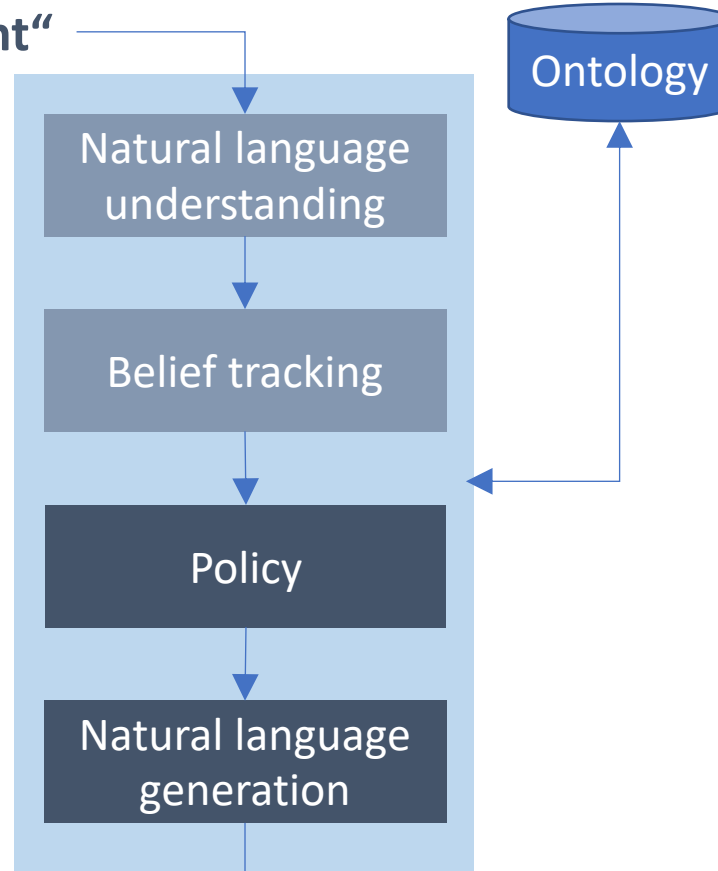 nt“
Ontology
Natural language
understanding
Belief tracking
Policy
Natural language
generation